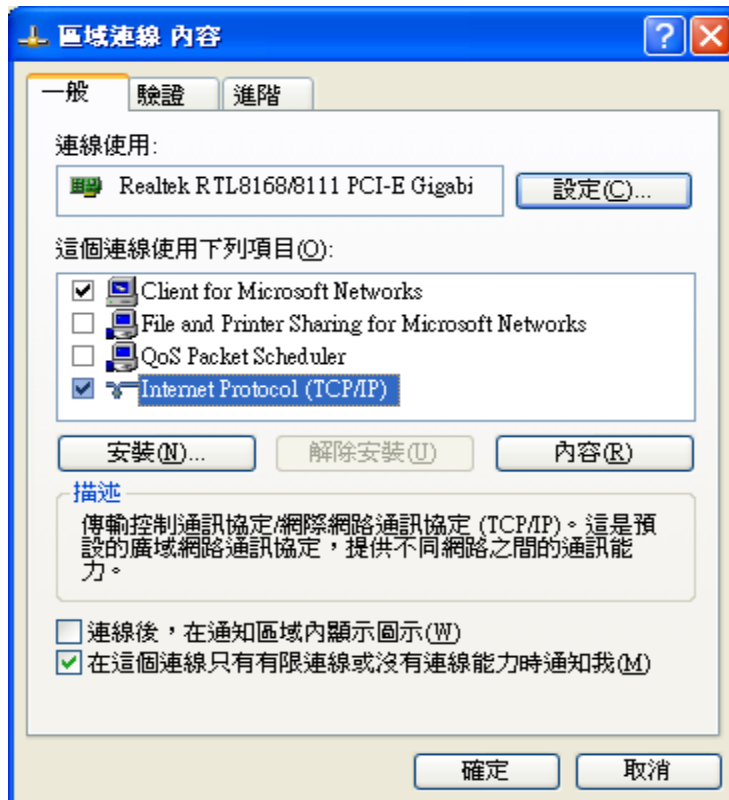 區域連線 內容
一般 驗證 進階
連線使用:
Realtek RTL8168/8111 PCI-E Gigabi 設定(C)...
這個連線使用下列項目(O):
Client for Microsoft Networks
File and Printer Sharing for Microsoft Networks
QoS Packet Scheduler
Internet Protocol (TCP/IP)
安裝(N)... 解除安裝(U) 內容(R)
描述
傳輸控制通訊協定/網際網路通訊協定 (TCP/IP)。這是預
設的廣域網路通訊協定，提供不同網路之間的通訊能
力。
連線後，在通知區域內顯示圖示(W)
在這個連線只有有限連線或沒有連線能力時通知我(M)
確定 取消